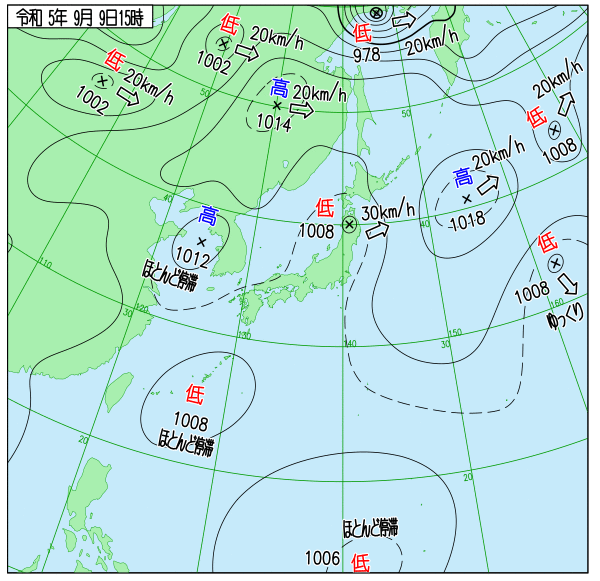 令和 5年 9月 9日15時
低
1002
20km/h
低
1002
20km/h
低
978
20km/h
高
1014
20km/h
低
1008
20km/h
高
1018
20km/h
低
1008
30km/h
高
1012
ほとんど停滞
低
1008
ゆっくり
低
1008
ほとんど停滞
ほとんど停滞
1006
低
50
50
40
40
110
30
120
130
140
30
150
160
20
20